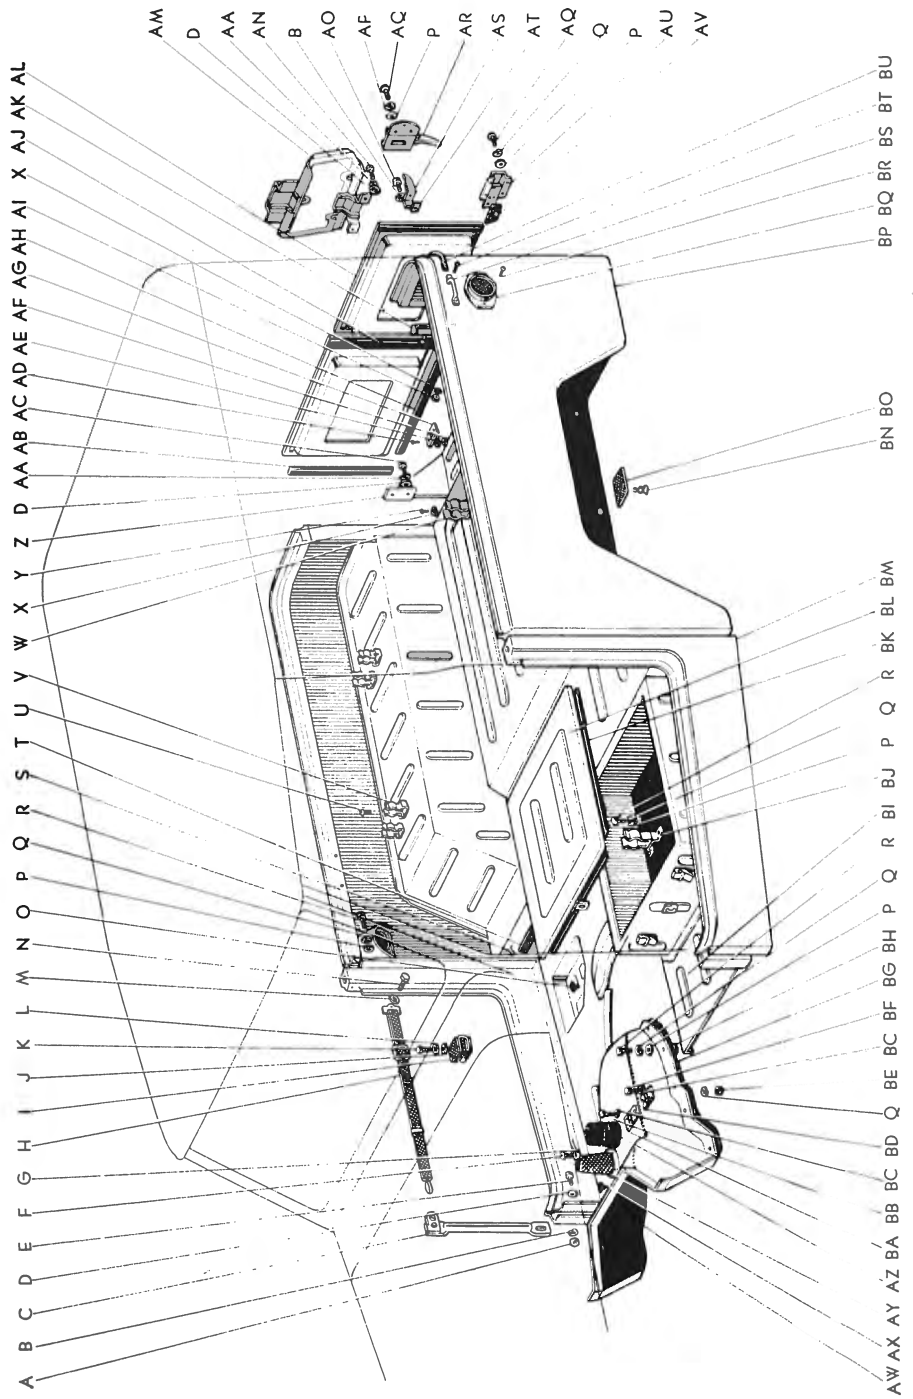 A B C D E F G H I J K L M N O P Q R S T U V W X Y Z D AA AB AC AD AE AF AG AH AI X AJ AK AL
AM
D
AA
AN
B
AO
AF
AQ
P
AR
AS
AT
AQ
Q
P
AU
AV
AW AX AY AZ BA BB BC BD Q BE BC BF BG BH P Q R BI BJ P Q R BK BL BM BN BO BP BQ BR BS BT BU